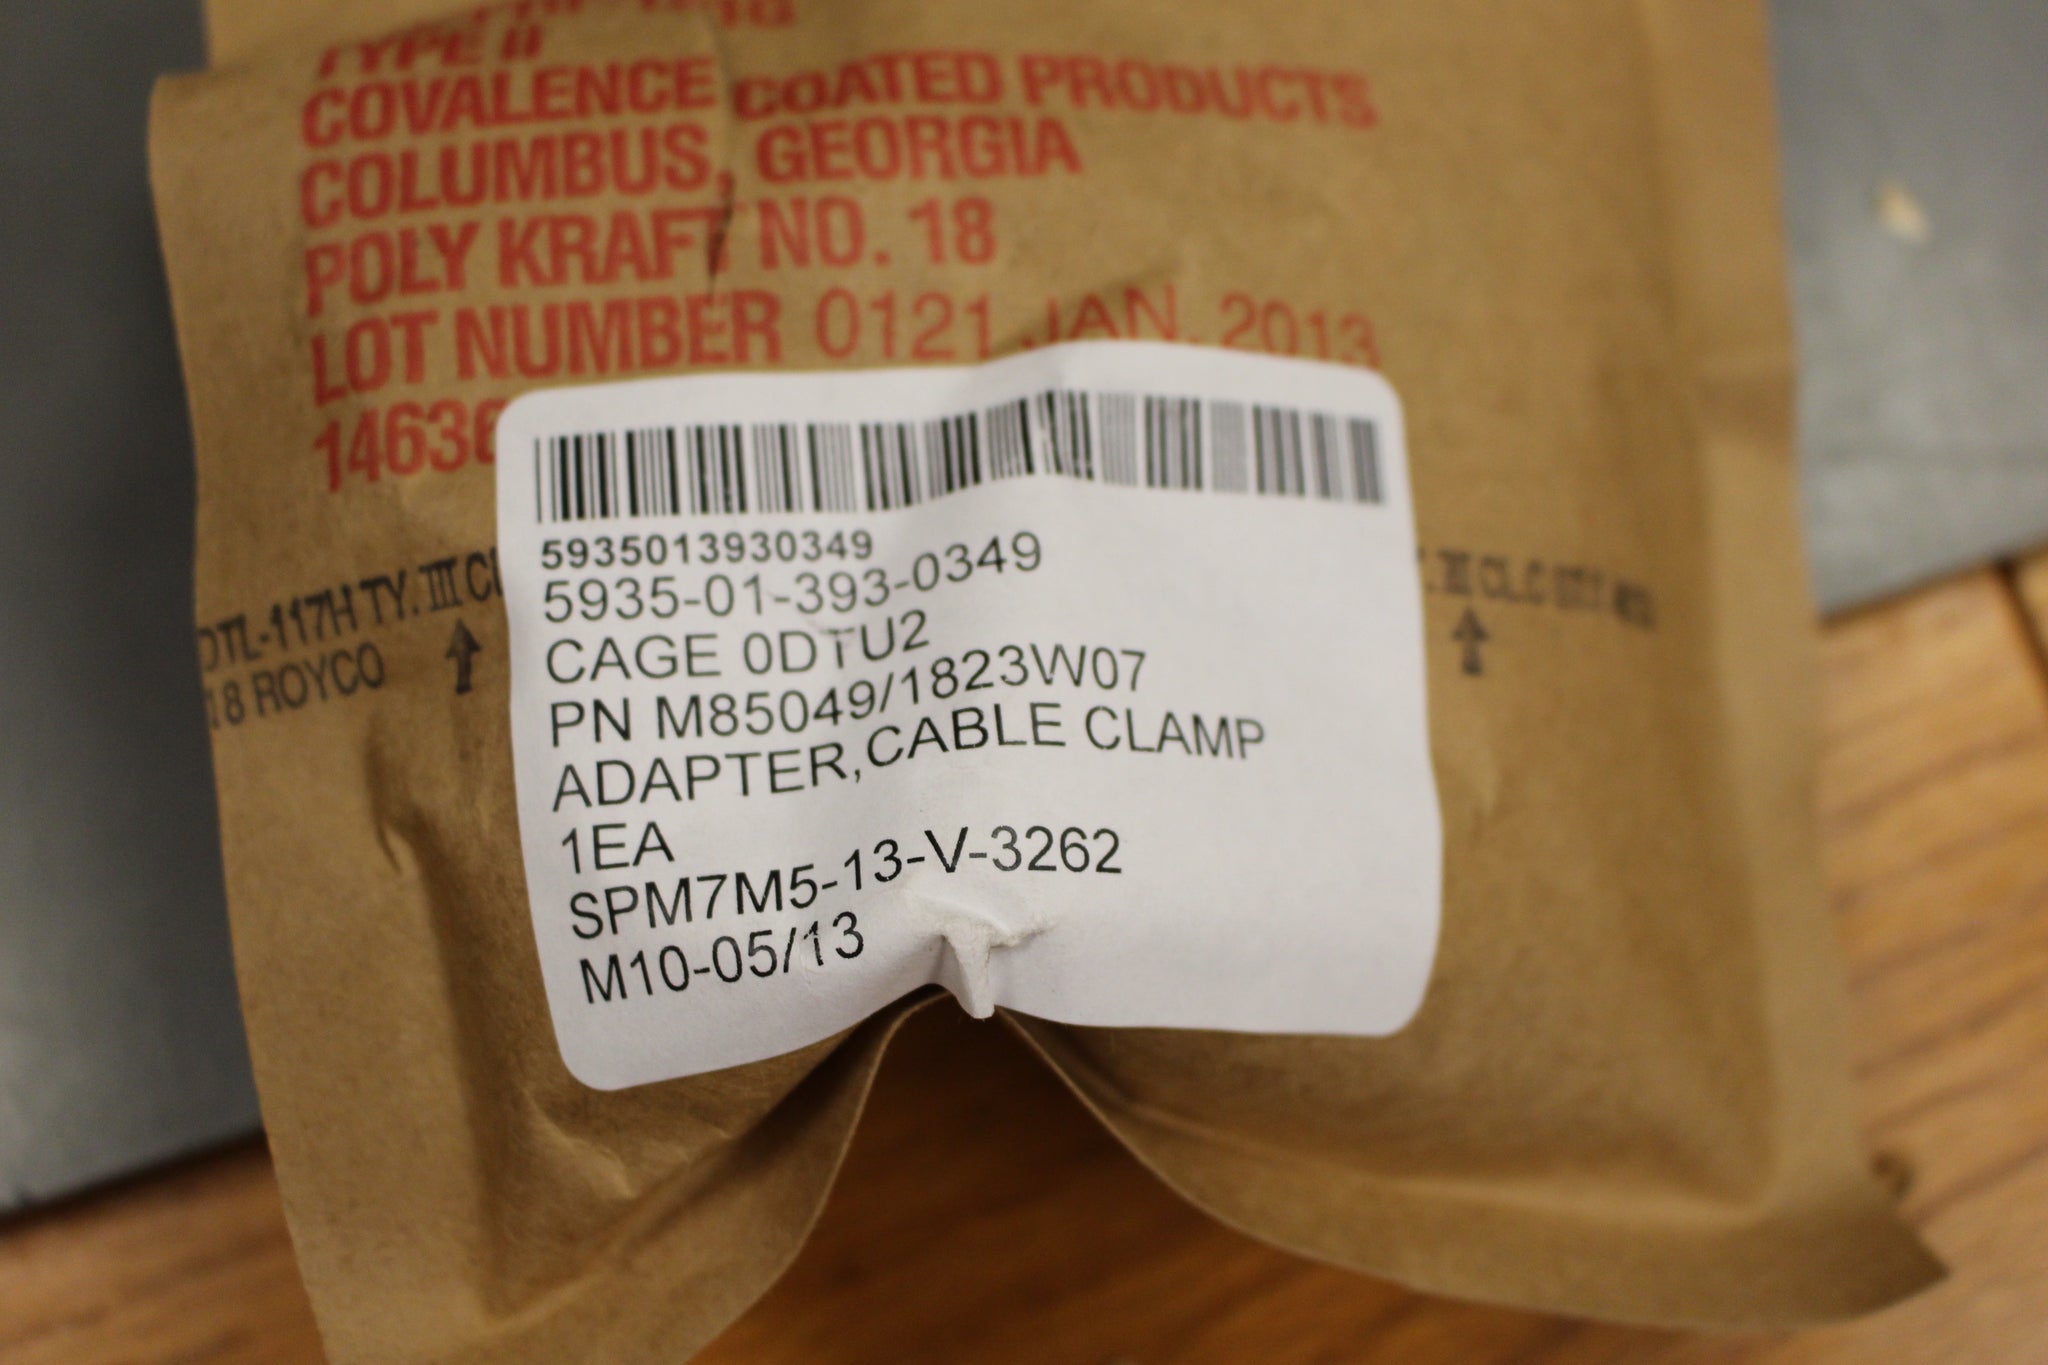 TYPE II
COVALENCE COATED PRODUCTS
COLUMBUS, GEORGIA
POLY KRAFT NO. 18
LOT NUMBER 0121 JAN. 2013
14636
5935013930349
5935-01-393-0349
CAGE 0DTU2
PN M85049/1823W07
ADAPTER,CABLE CLAMP
1EA
SPM7M5-13-V-3262
M10-05/13
DTL-117H TY. III CL
18 ROYCO